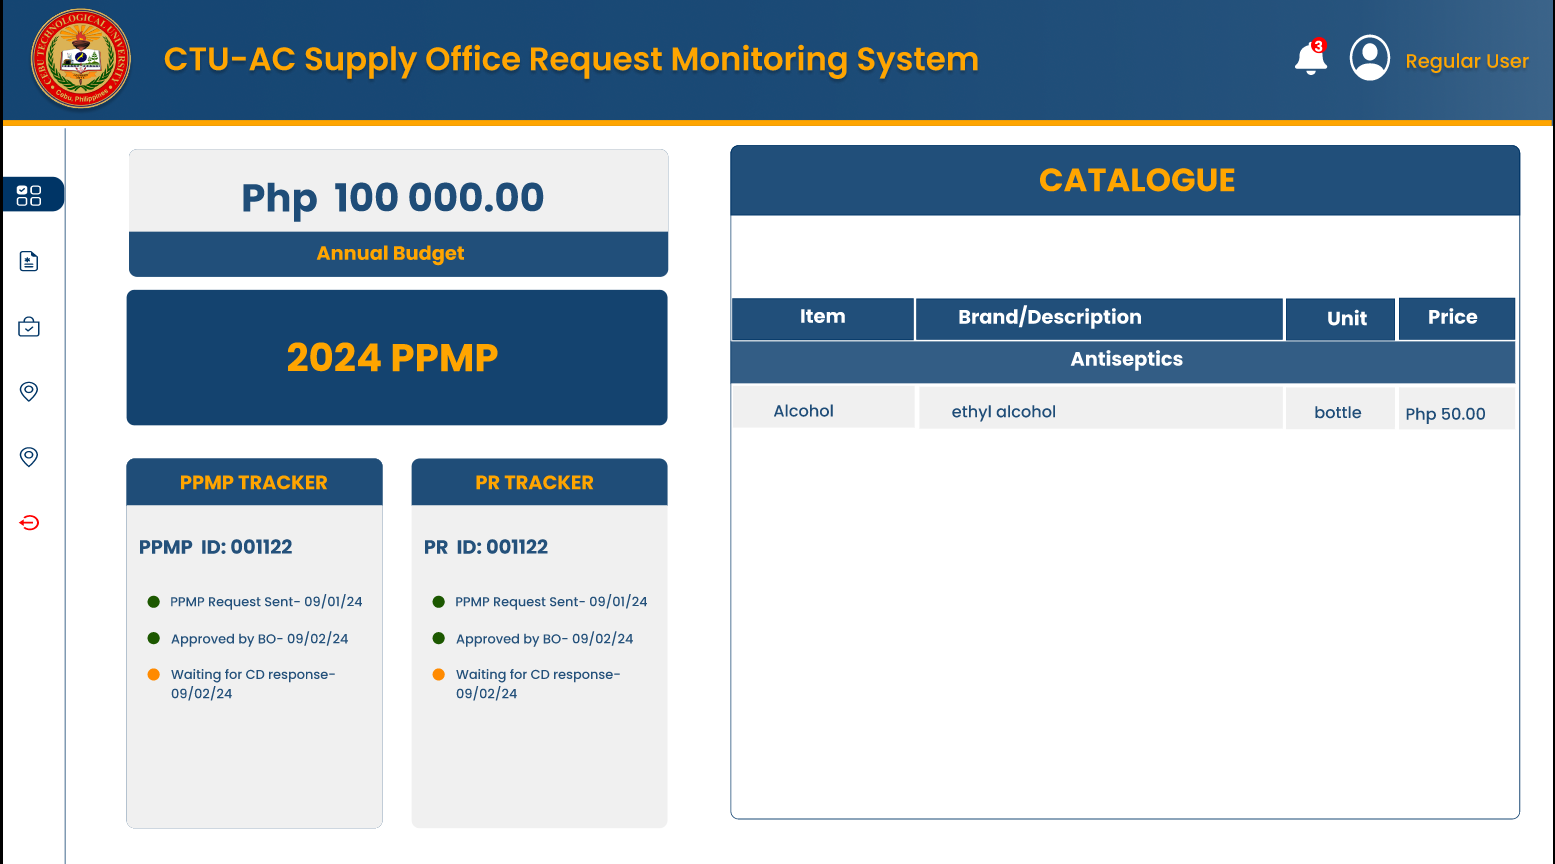 CEBU TECHNOLOGICAL UNIVERSITY
Cebu, Philippines
CTU-AC Supply Office Request Monitoring System
3
Regular User
Php 100 000.00
Annual Budget
2024 PPMP
PPMP TRACKER
PPMP ID: 001122
PPMP Request Sent- 09/01/24
Approved by BO- 09/02/24
Waiting for CD response-
09/02/24
PR TRACKER
PR ID: 001122
PPMP Request Sent- 09/01/24
Approved by BO- 09/02/24
Waiting for CD response-
09/02/24
CATALOGUE
Item Brand/Description Unit Price
Antiseptics
Alcohol ethyl alcohol bottle Php 50.00